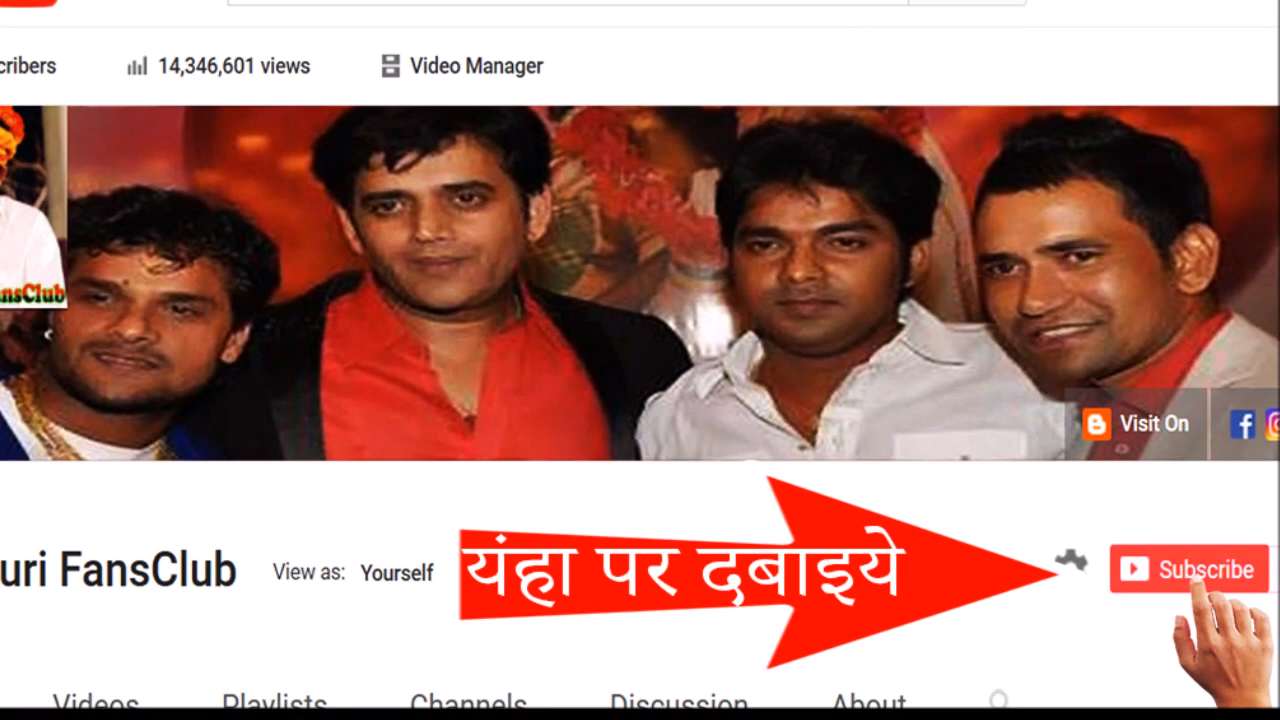 cribers 14,346,601 views Video Manager
nsClub
Visit On
uri FansClub View as: Yourself यंहा पर दबाइये Subscribe
Videos Playlists Channels Discussion About